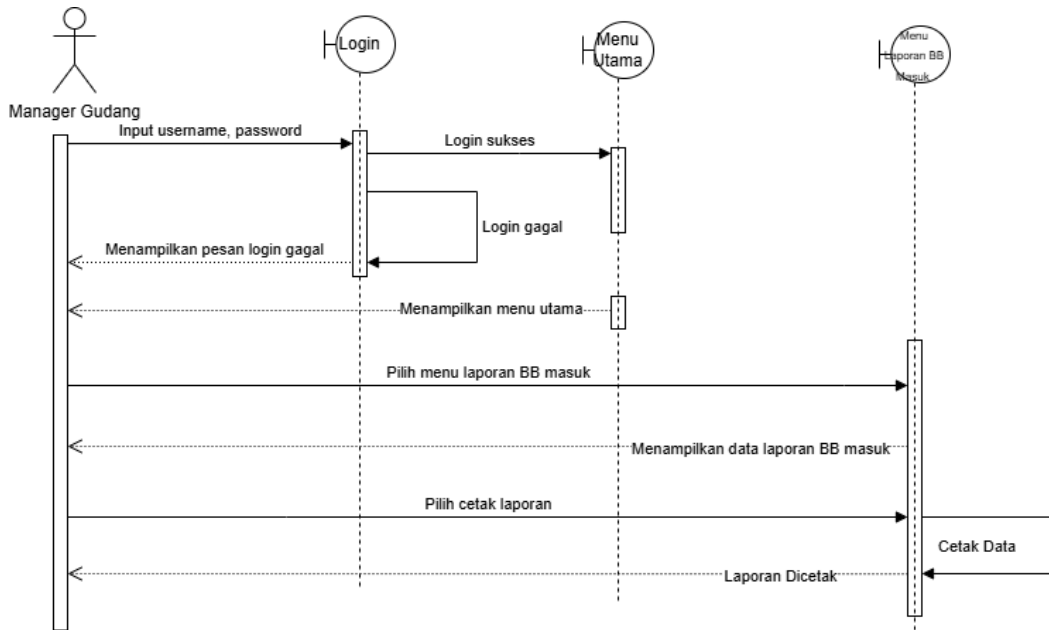 Login
Menu
Utama
Menu
Laporan BB
Masuk
Manager Gudang
Input username, password
Login sukses
Login gagal
Menampilkan pesan login gagal
Menampilkan menu utama
Pilih menu laporan BB masuk
Menampilkan data laporan BB masuk
Pilih cetak laporan
Cetak Data
Laporan Dicetak